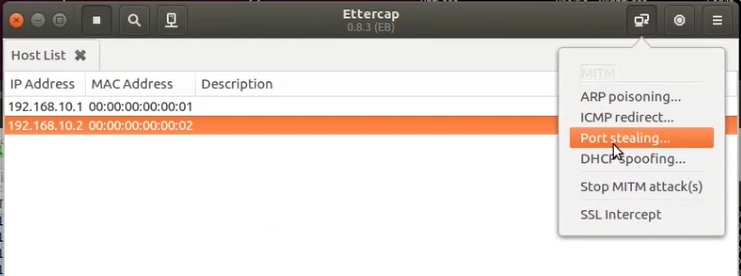 Ettercap
0.8.3 (EB)
Host List
IP Address MAC Address Description
192.168.10.1 00:00:00:00:00:01
192.168.10.2 00:00:00:00:00:02
MITM
ARP poisoning...
ICMP redirect...
Port stealing...
DHCP spoofing...
Stop MITM attack(s)
SSL Intercept